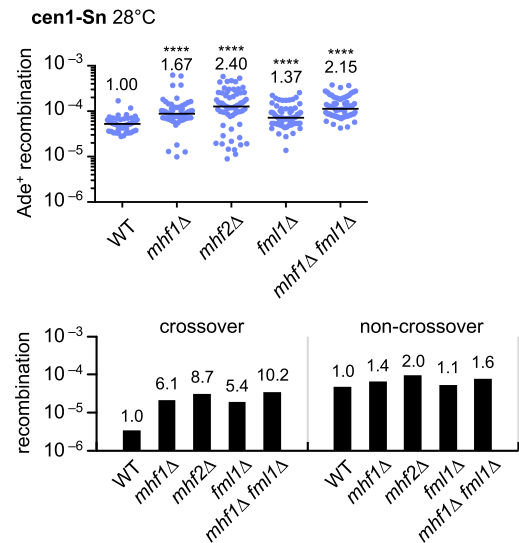 cen1-Sn 28°C
Ade⁺ recombination
10⁻³
10⁻⁴
10⁻⁵
10⁻⁶
1.00
****
1.67
****
2.40
****
1.37
****
2.15
WT
mhf1Δ
mhf2Δ
fml1Δ
mhf1Δ fml1Δ
crossover
non-crossover
recombination
10⁻³
10⁻⁴
10⁻⁵
10⁻⁶
1.0
6.1
8.7
5.4
10.2
1.0
1.4
2.0
1.1
1.6
WT
mhf1Δ
mhf2Δ
fml1Δ
mhf1Δ fml1Δ
WT
mhf1Δ
mhf2Δ
fml1Δ
mhf1Δ fml1Δ